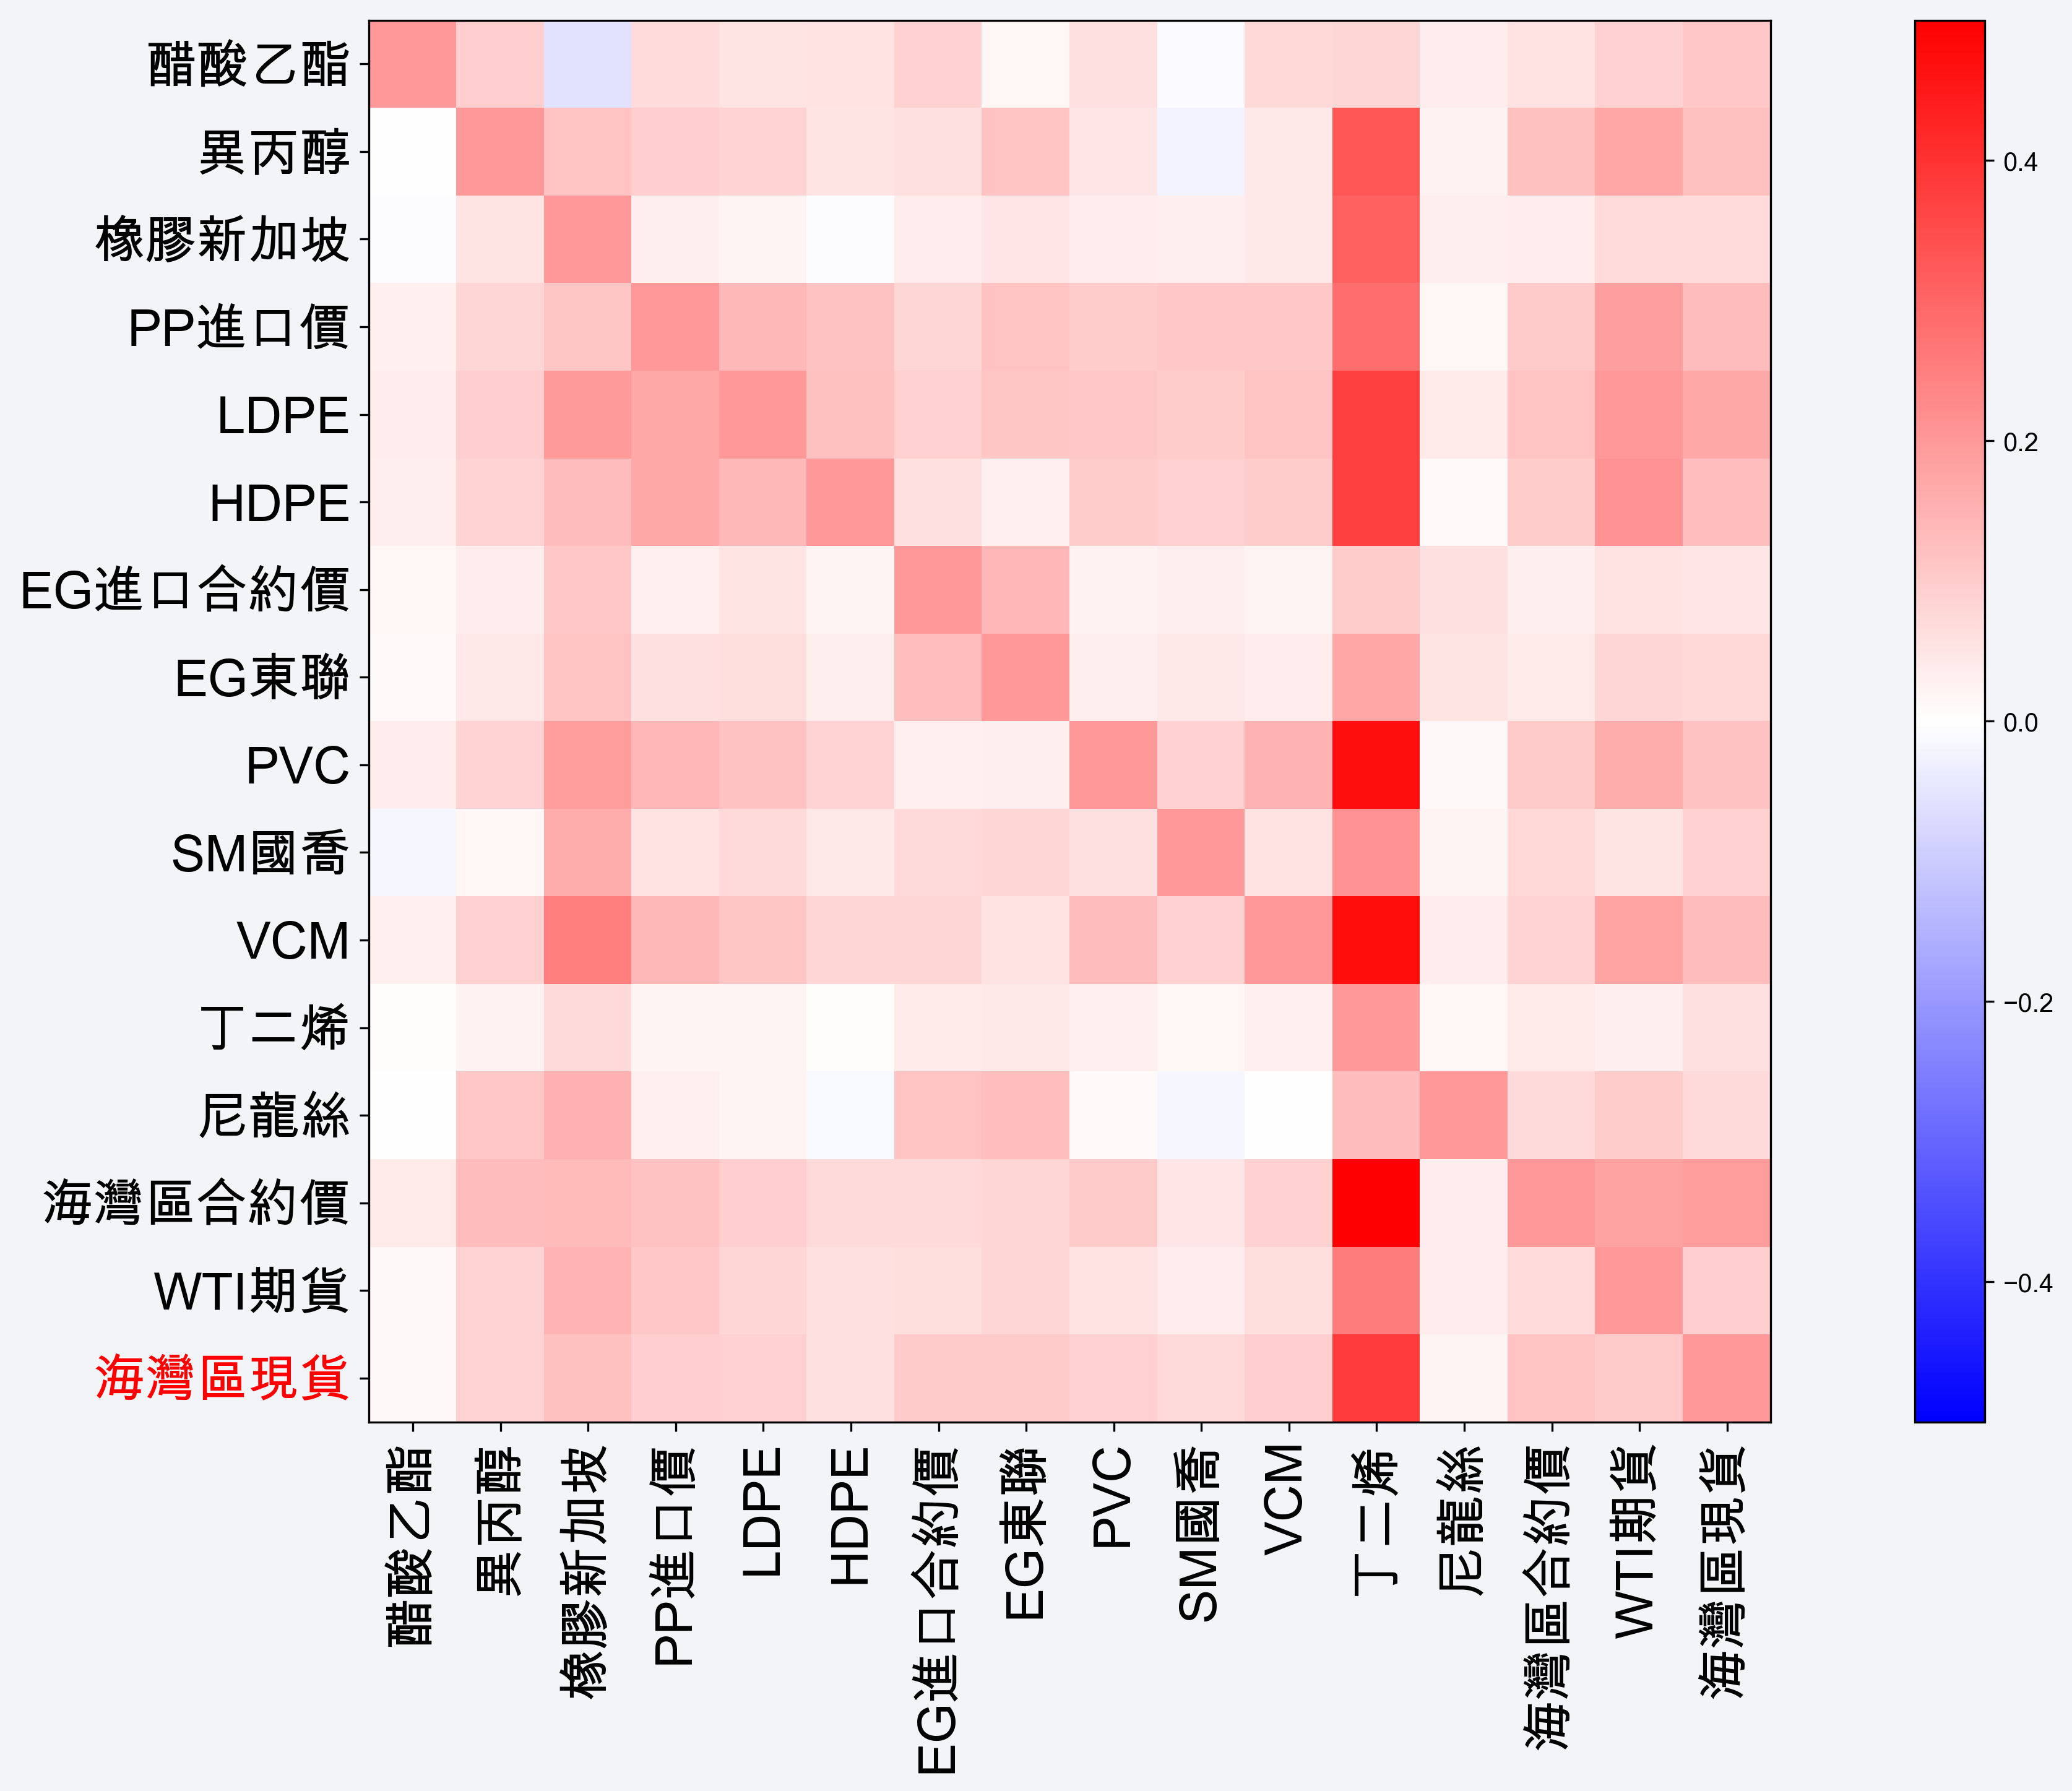 醋酸乙酯
異丙醇
橡膠新加坡
PP進口價
LDPE
HDPE
EG進口合約價
EG東聯
PVC
SM國喬
VCM
丁二烯
尼龍絲
海灣區合約價
WTI期貨
海灣區現貨
醋酸乙酯
異丙醇
橡膠新加坡
PP進口價
LDPE
HDPE
EG進口合約價
EG東聯
PVC
SM國喬
VCM
丁二烯
尼龍絲
海灣區合約價
WTI期貨
海灣區現貨
0.4
0.2
0.0
−0.2
−0.4